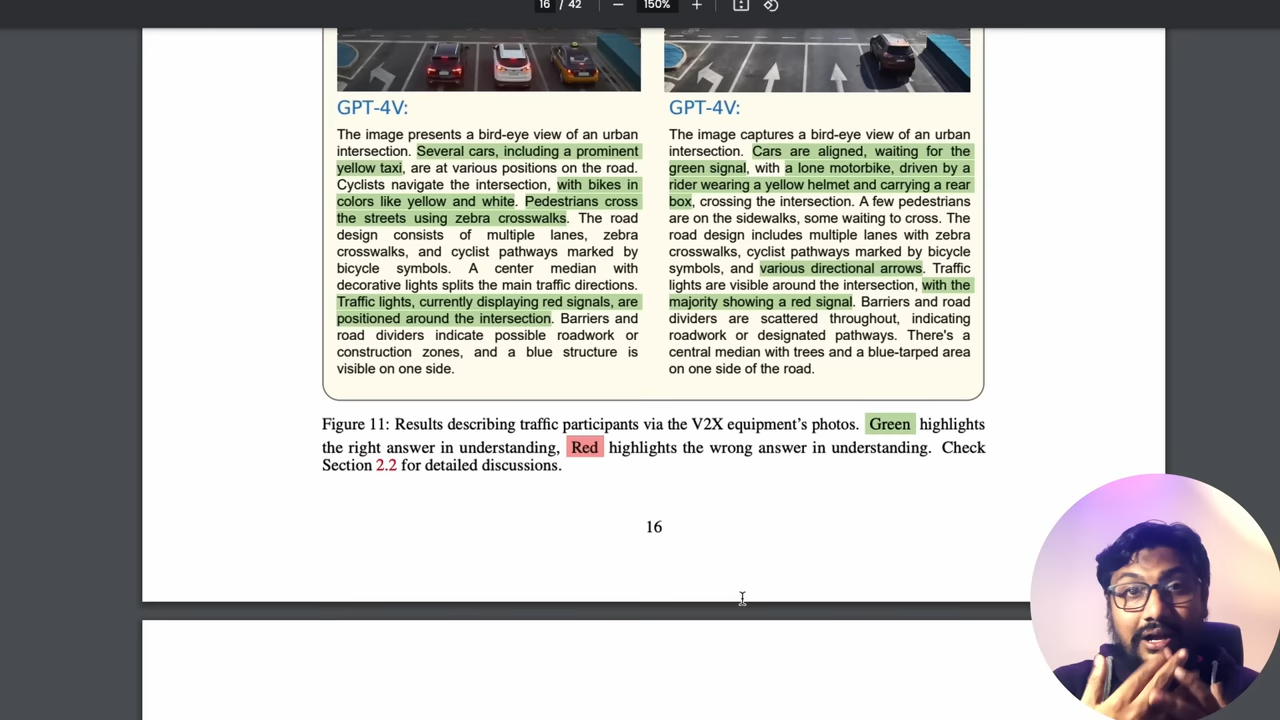 16 / 42
150%
GPT-4V:
The image presents a bird-eye view of an urban
intersection. Several cars, including a prominent
yellow taxi, are at various positions on the road.
Cyclists navigate the intersection, with bikes in
colors like yellow and white. Pedestrians cross
the streets using zebra crosswalks. The road
design consists of multiple lanes, zebra
crosswalks, and cyclist pathways marked by
bicycle symbols. A center median with
decorative lights splits the main traffic directions.
Traffic lights, currently displaying red signals, are
positioned around the intersection. Barriers and
road dividers indicate possible roadwork or
construction zones, and a blue structure is
visible on one side.
GPT-4V:
The image captures a bird-eye view of an urban
intersection. Cars are aligned, waiting for the
green signal, with a lone motorbike, driven by a
rider wearing a yellow helmet and carrying a rear
box, crossing the intersection. A few pedestrians
are on the sidewalks, some waiting to cross. The
road design includes multiple lanes with zebra
crosswalks, cyclist pathways marked by bicycle
symbols, and various directional arrows. Traffic
lights are visible around the intersection, with the
majority showing a red signal. Barriers and road
dividers are scattered throughout, indicating
roadwork or designated pathways. There's a
central median with trees and a blue-tarped area
on one side of the road.
Figure 11: Results describing traffic participants via the V2X equipment's photos. Green highlights
the right answer in understanding, Red highlights the wrong answer in understanding. Check
Section 2.2 for detailed discussions.
16